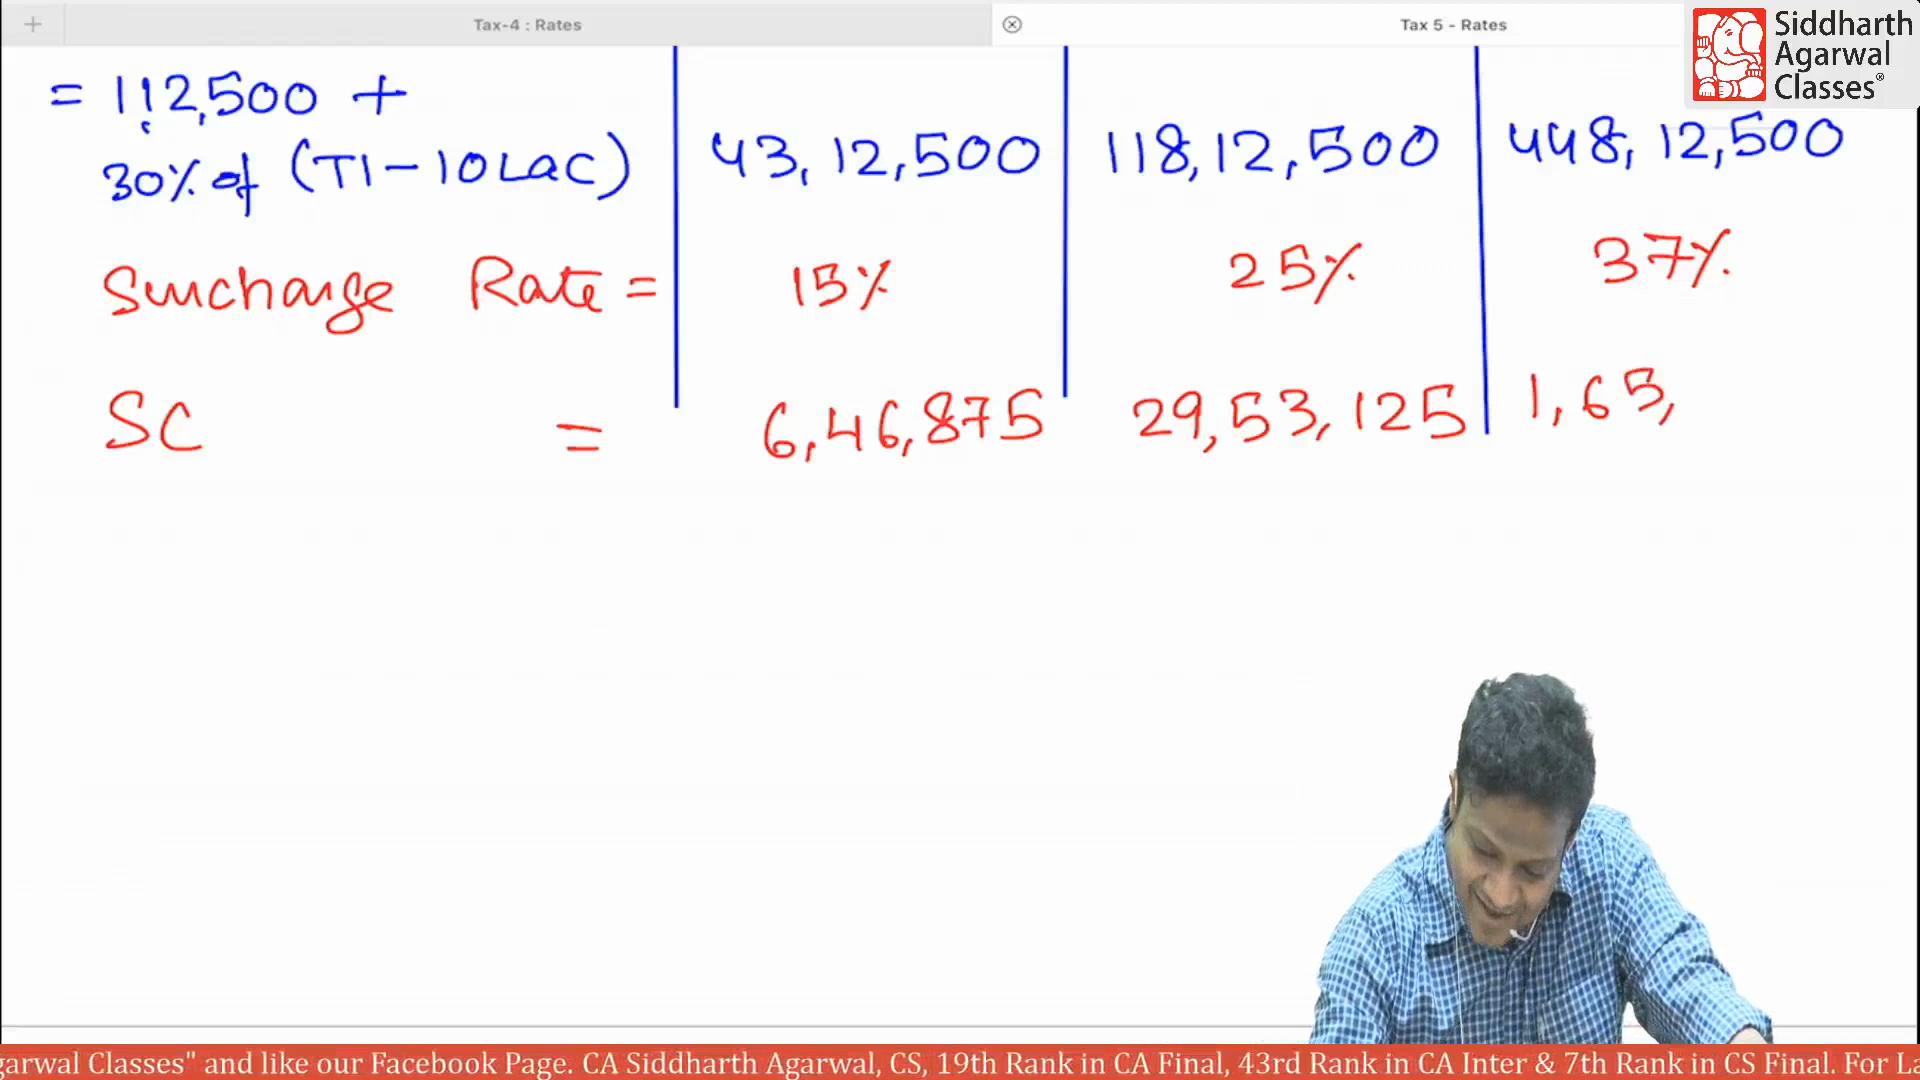 Tax-4 : Rates
Tax 5 - Rates
Siddharth
Agarwal
Classes®
= 112,500 +
30% of (TI - 10 Lac)
43,12,500
118,12,500
448,12,500
Surcharge Rate =
15%
25%
37%
SC =
6,46,875
29,53,125
1,65,
garwal Classes" and like our Facebook Page. CA Siddharth Agarwal, CS, 19th Rank in CA Final, 43rd Rank in CA Inter & 7th Rank in CS Final. For La